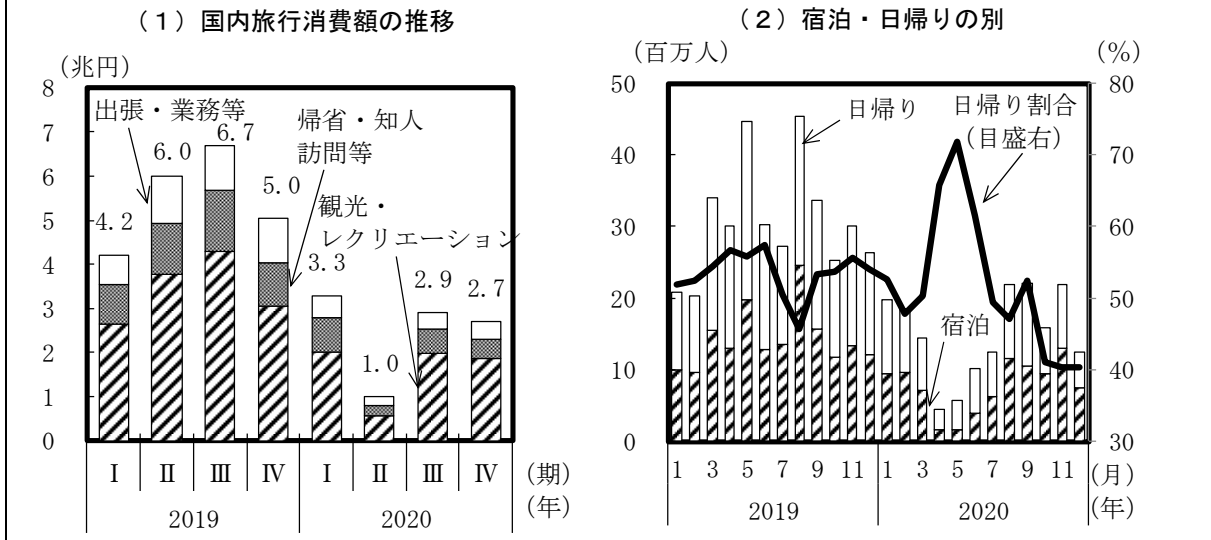 （１）国内旅行消費額の推移
（兆円）
8
7
6
5
4
3
2
1
0
出張・業務等
帰省・知人
訪問等
観光・
レクリエーション
4.2
6.0
6.7
5.0
3.3
1.0
2.9
2.7
Ⅰ Ⅱ Ⅲ Ⅳ Ⅰ Ⅱ Ⅲ Ⅳ （期）
2019 2020 （年）
（２）宿泊・日帰りの別
（百万人） （%）
50 80
40 70
30 60
20 50
10 40
0 30
日帰り
日帰り割合
（目盛右）
宿泊
1 3 5 7 9 11 1 3 5 7 9 11 （月）
2019 2020 （年）